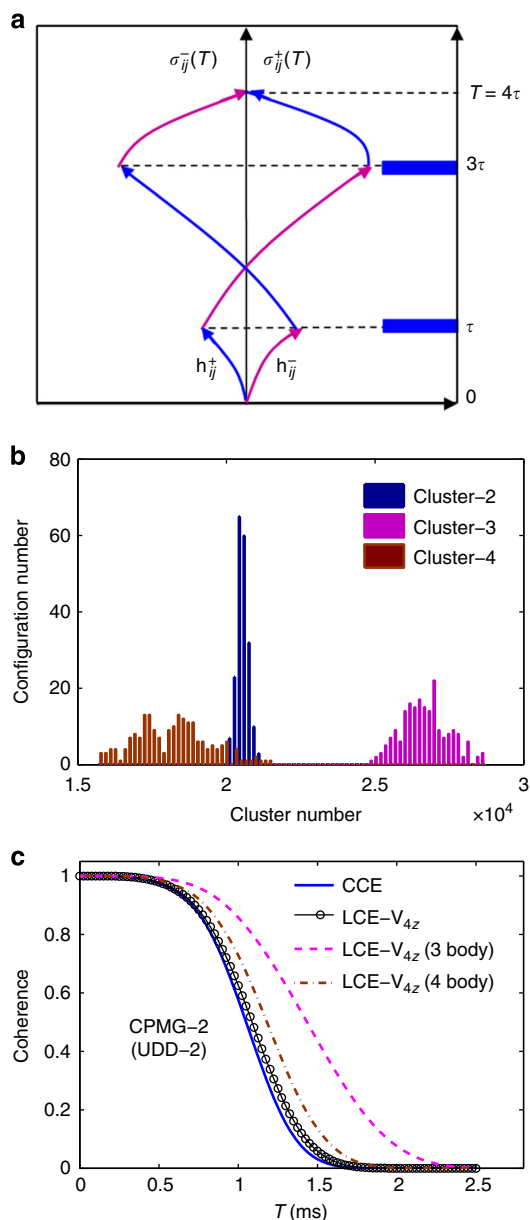 a
σ⁻ᵢⱼ(T) σ⁺ᵢⱼ(T)
T = 4τ
3τ
τ
h⁺ᵢⱼ h⁻ᵢⱼ
0
b
80
60
40
20
0
Configuration number
Cluster–2
Cluster–3
Cluster–4
1.5 2 2.5 3
Cluster number ×10⁴
c
1
0.8
0.6
0.4
0.2
0
Coherence
CCE
LCE–V₄z
LCE–V₄z (3 body)
LCE–V₄z (4 body)
CPMG–2
(UDD–2)
0 0.5 1 1.5 2 2.5
T (ms)